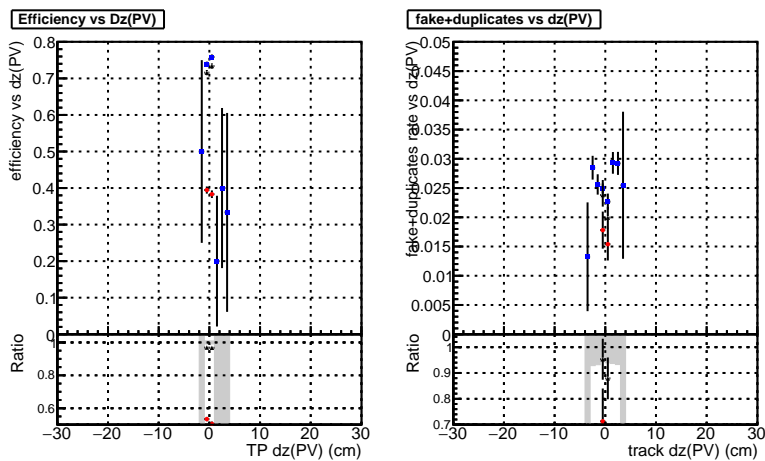 Efficiency vs Dz(PV)
efficiency vs dz(PV)
0.8
0.7
0.6
0.5
0.4
0.3
0.2
0.1
0
Ratio
1
0.8
0.6
−30 −20 −10 0 10 20 30
TP dz(PV) (cm)
fake+duplicates vs dz(PV)
fake+duplicates rate vs dz(PV)
0.05
0.045
0.04
0.035
0.03
0.025
0.02
0.015
0.01
0.005
0
Ratio
1
0.9
0.8
0.7
−30 −20 −10 0 10 20 30
track dz(PV) (cm)